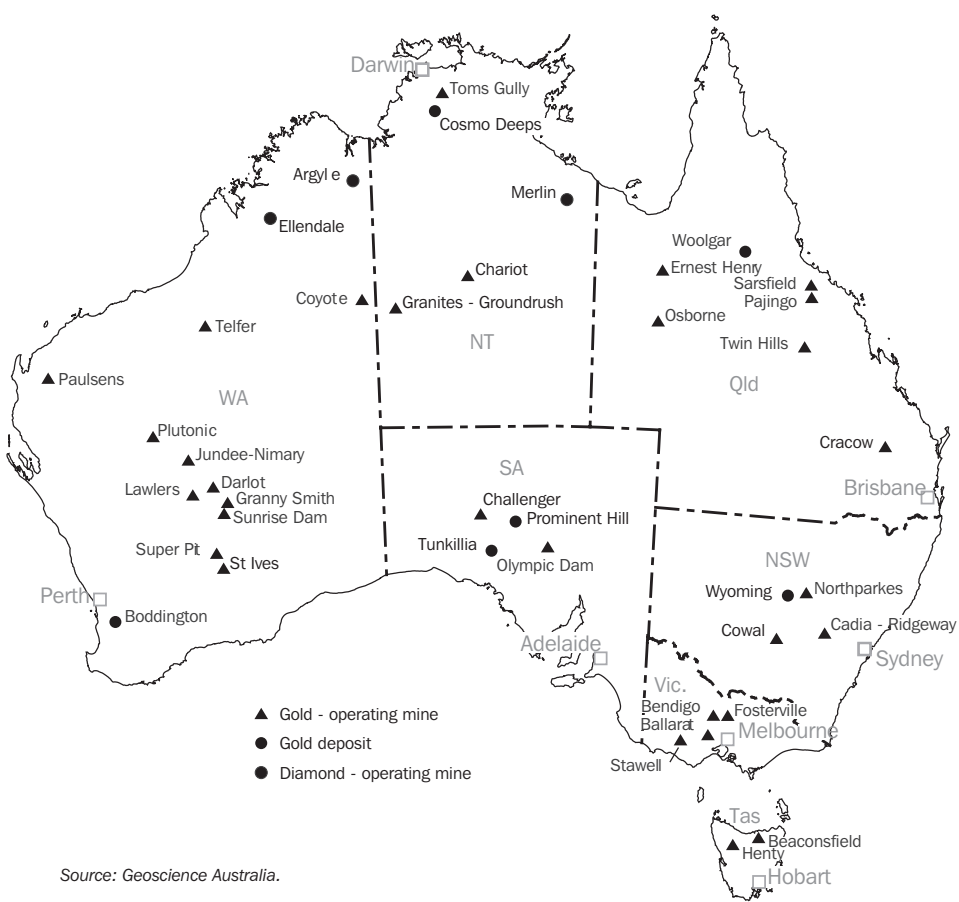 Darwin
Toms Gully
Cosmo Deeps
Argyle
Merlin
Ellendale
Woolgar
Chariot
Ernest Henry
Sarsfield
Coyote
Granites - Groundrush
Pajingo
Osborne
Telfer
NT
Twin Hills
Paulsens
Qld
WA
Plutonic
Cracow
Jundee-Nimary
SA
Darlot
Lawlers
Brisbane
Granny Smith
Challenger
Sunrise Dam
Prominent Hill
Tunkillia
Super Pit
St Ives
Olympic Dam
NSW
Perth
Wyoming
Northparkes
Boddington
Cowal
Cadia - Ridgeway
Adelaide
Sydney
Vic.
Bendigo
Fosterville
Ballarat
Melbourne
Stawell
Gold - operating mine
Gold deposit
Diamond - operating mine
Tas
Beaconsfield
Henty
Hobart
Source: Geoscience Australia.